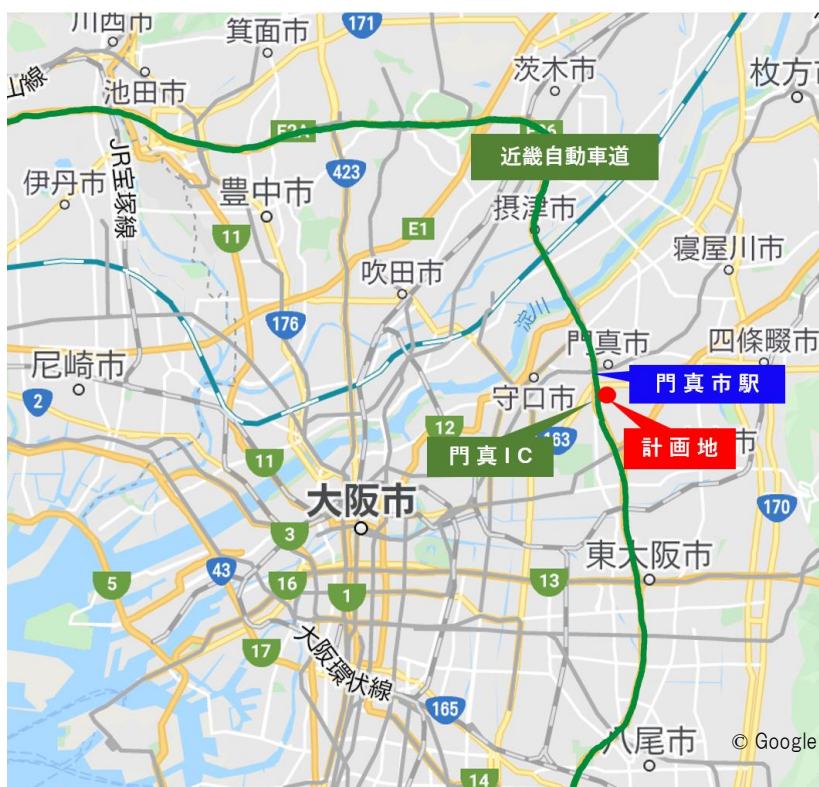 川西市
箕面市
171
茨木市
枚方市
池田市
E2A
近畿自動車道
JR宝塚線
伊丹市
423
豊中市
摂津市
11
E1
寝屋川市
吹田市
淀川
176
門真市
四條畷市
尼崎市
守口市
門真市駅
2
12
163
計画地
門真IC
11
大阪市
170
3
東大阪市
43
5
16
1
13
17
大阪環状線
165
八尾市
© Google
14